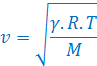 v = √(γ.R.T / M)